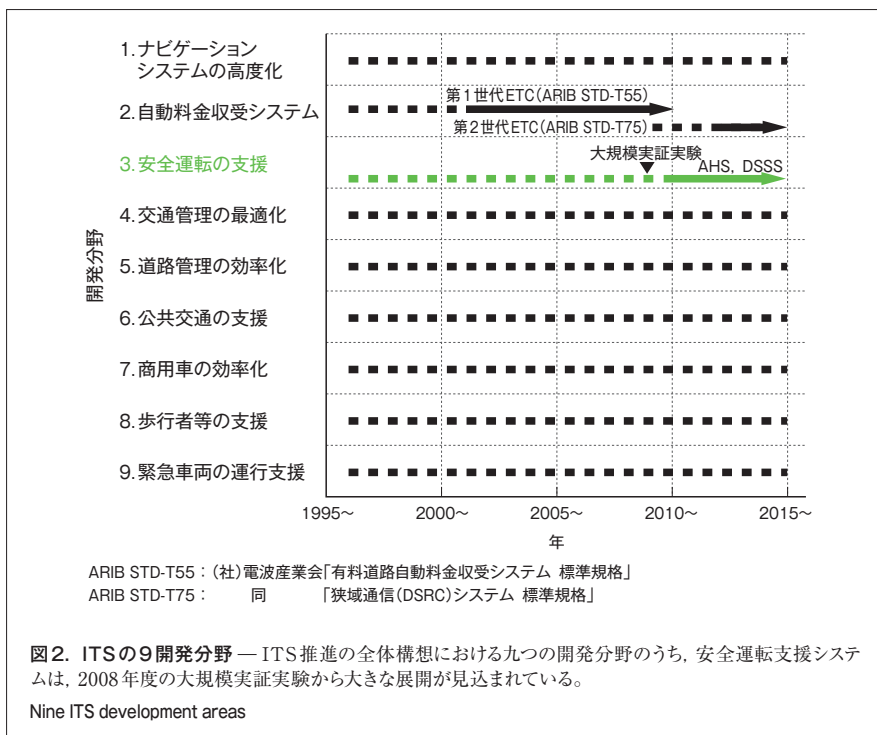 1.ナビゲーション
システムの高度化
第1世代ETC(ARIB STD-T55)
2.自動料金収受システム
第2世代ETC(ARIB STD-T75)
大規模実証実験
3.安全運転の支援
AHS, DSSS
4.交通管理の最適化
開発分野
5.道路管理の効率化
6.公共交通の支援
7.商用車の効率化
8.歩行者等の支援
9.緊急車両の運行支援
1995~ 2000~ 2005~ 2010~ 2015~
年
ARIB STD-T55：(社)電波産業会「有料道路自動料金収受システム 標準規格」
ARIB STD-T75： 同 「狭域通信(DSRC)システム 標準規格」
図2. ITSの9開発分野 — ITS推進の全体構想における九つの開発分野のうち，安全運転支援システ
ムは，2008年度の大規模実証実験から大きな展開が見込まれている。
Nine ITS development areas